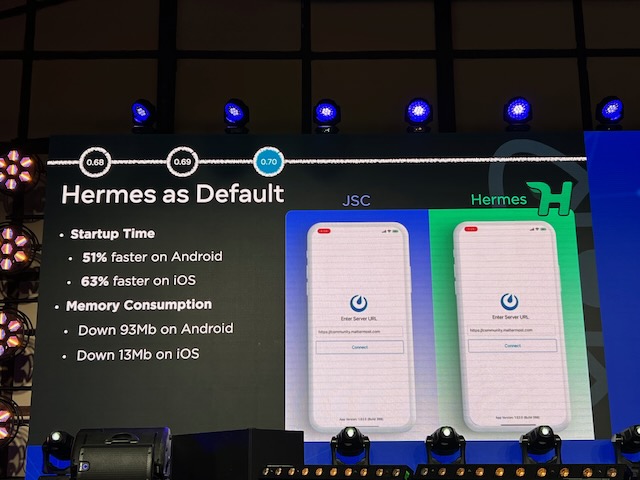 0.68
0.69
0.70
Hermes as Default
• Startup Time
• 51% faster on Android
• 63% faster on iOS
• Memory Consumption
• Down 93Mb on Android
• Down 13Mb on iOS
JSC
Hermes
Enter Server URL
https://community.mattermost.com
Connect
Enter Server URL
https://community.mattermost.com
Connect